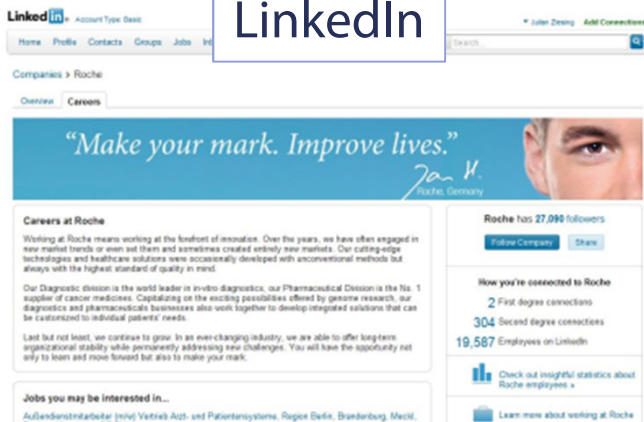 LinkedIn
Linked in® Account Type: Basic
Julian Ziesing Add Connections
Home Profile Contacts Groups Jobs
Search...
Companies > Roche
Overview Careers
“Make your mark. Improve lives.”
Jan H.
Roche, Germany
Careers at Roche
Working at Roche means working at the forefront of innovation. Over the years, we have often engaged in
new market trends or even set them and sometimes created entirely new markets. Our cutting-edge
technologies and healthcare solutions were occasionally developed with unconventional methods but
always with the highest standard of quality in mind.
Our Diagnostic division is the world leader in in-vitro diagnostics, our Pharmaceutical Division is the No. 1
supplier of cancer medicines. Capitalizing on the exciting possibilities offered by genome research, our
diagnostics and pharmaceuticals businesses also work together to develop integrated solutions that can
be customized to individual patients' needs.
Last but not least, we continue to grow. In an ever-changing industry, we are able to offer long-term
organizational stability while permanently addressing new challenges. You will have the opportunity not
only to learn and move forward but also to make your mark.
Jobs you may be interested in...
Außendienstmitarbeiter (m/w) Vertrieb Arzt- und Patientensysteme, Region Berlin, Brandenburg, Meckl.
Roche has 27,090 followers
Follow Company Share
How you're connected to Roche
2 First degree connections
304 Second degree connections
19,587 Employees on LinkedIn
Check out insightful statistics about
Roche employees »
Learn more about working at Roche